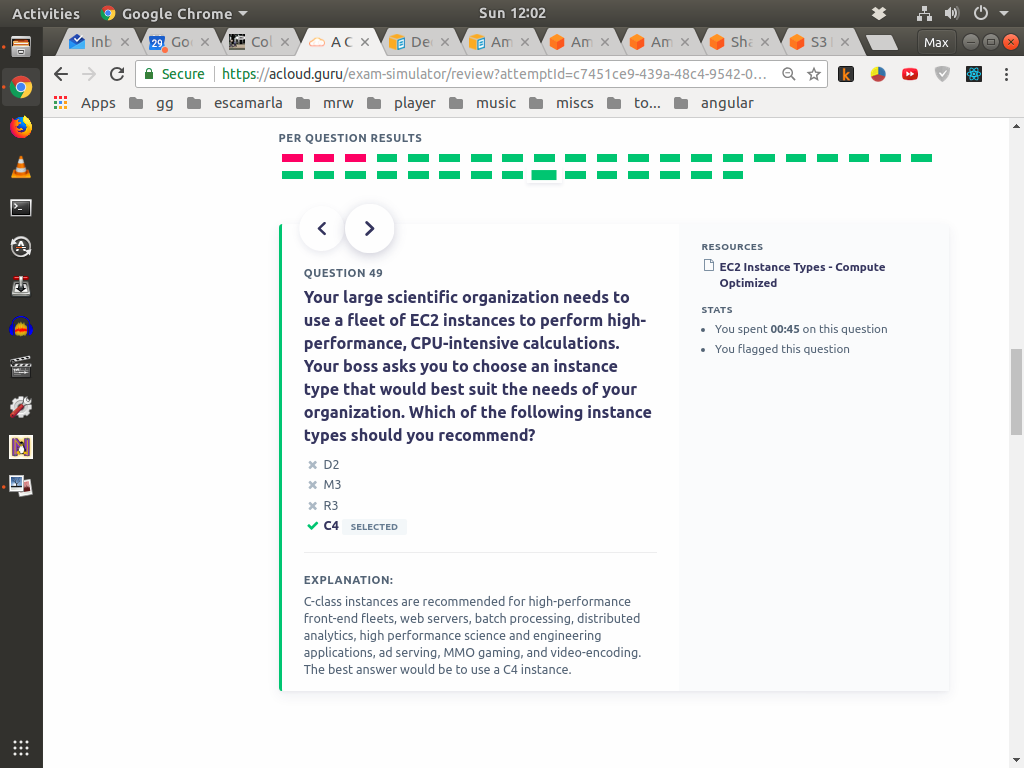 Activities
Google Chrome
Sun 12:02
Inb
29
Go
Col
A C
De
Am
Am
Am
Sha
S3
Max
Secure
https://acloud.guru/exam-simulator/review?attemptId=c7451ce9-439a-48c4-9542-0...
Apps gg escamarla mrw player music miscs to... angular
PER QUESTION RESULTS
QUESTION 49
Your large scientific organization needs to
use a fleet of EC2 instances to perform high-
performance, CPU-intensive calculations.
Your boss asks you to choose an instance
type that would best suit the needs of your
organization. Which of the following instance
types should you recommend?
D2
M3
R3
C4 SELECTED
EXPLANATION:
C-class instances are recommended for high-performance
front-end fleets, web servers, batch processing, distributed
analytics, high performance science and engineering
applications, ad serving, MMO gaming, and video-encoding.
The best answer would be to use a C4 instance.
RESOURCES
EC2 Instance Types - Compute
Optimized
STATS
You spent 00:45 on this question
You flagged this question